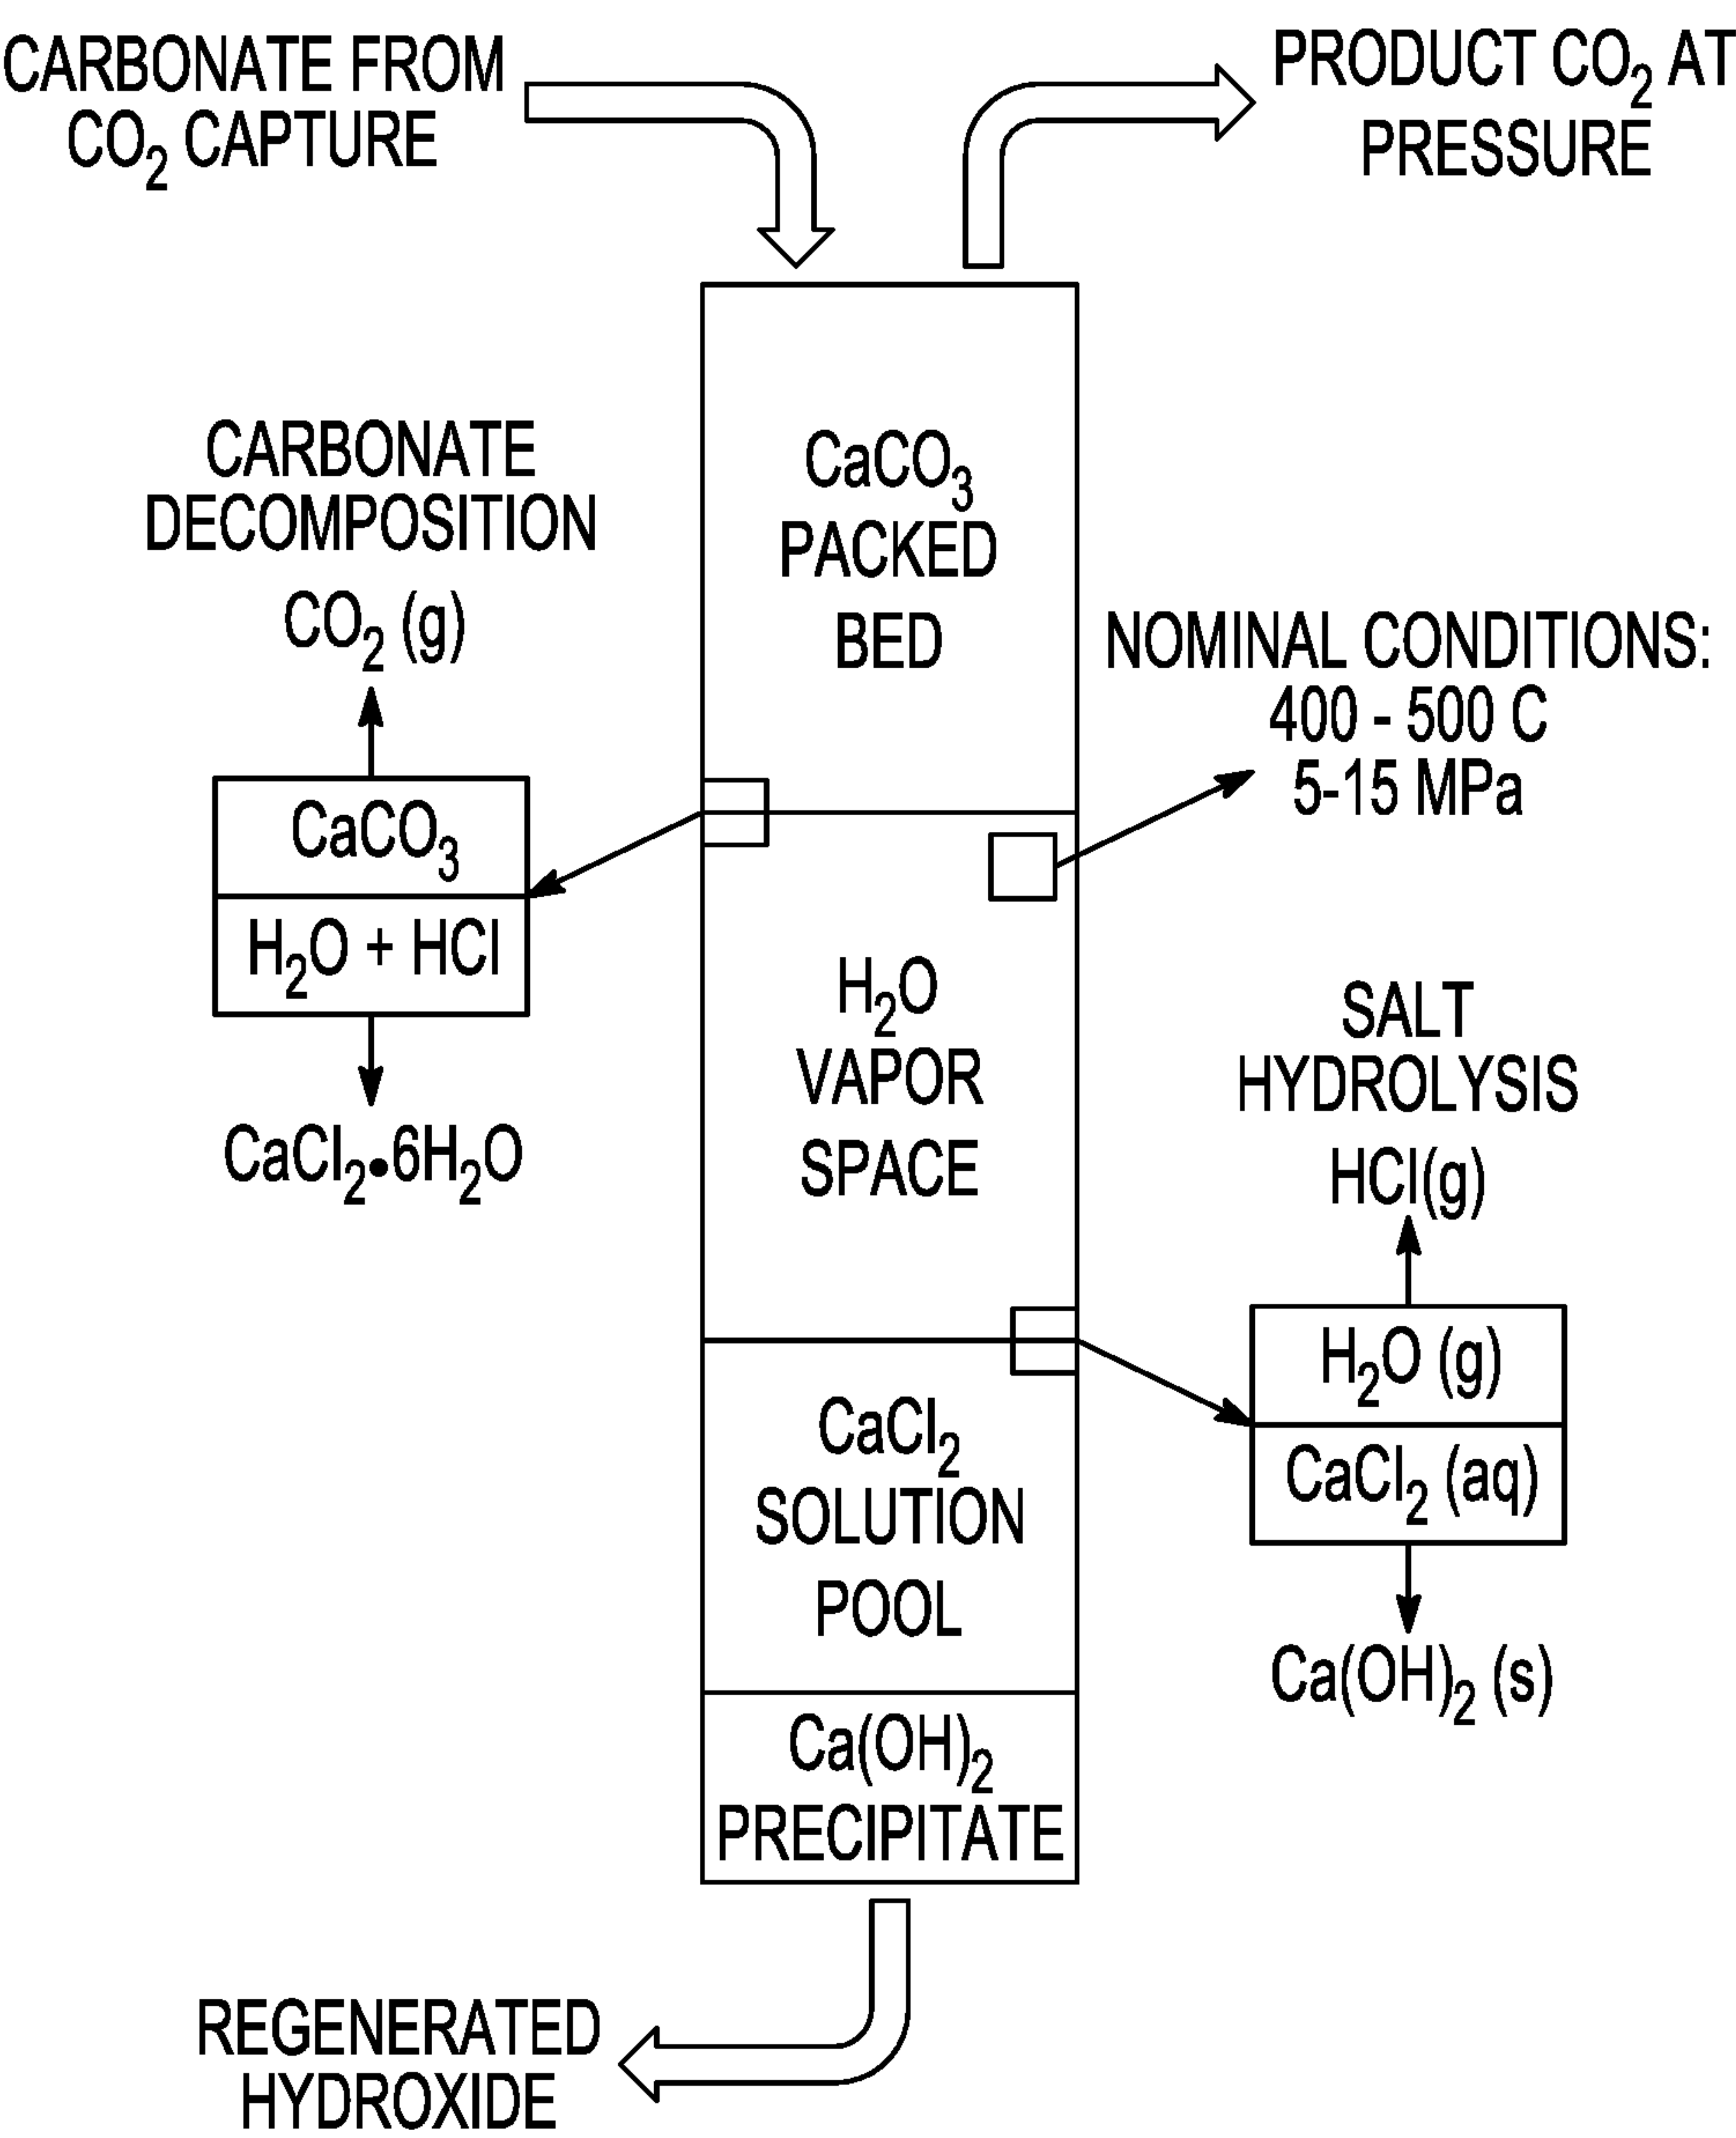 CARBONATE FROM
CO₂ CAPTURE
PRODUCT CO₂ AT
PRESSURE
CaCO₃
PACKED
BED
CARBONATE
DECOMPOSITION
CO₂ (g)
CaCO₃
H₂O + HCl
CaCl₂•6H₂O
NOMINAL CONDITIONS:
400 - 500 C
5-15 MPa
H₂O
VAPOR
SPACE
SALT
HYDROLYSIS
HCl(g)
H₂O (g)
CaCl₂ (aq)
Ca(OH)₂ (s)
CaCl₂
SOLUTION
POOL
Ca(OH)₂
PRECIPITATE
REGENERATED
HYDROXIDE